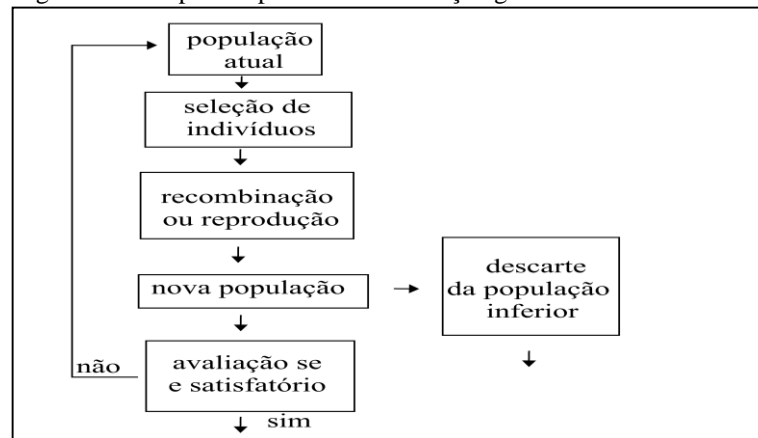 população
atual
seleção de
indivíduos
recombinação
ou reprodução
nova população
descarte
da população
inferior
não
avaliação se
e satisfatório
sim